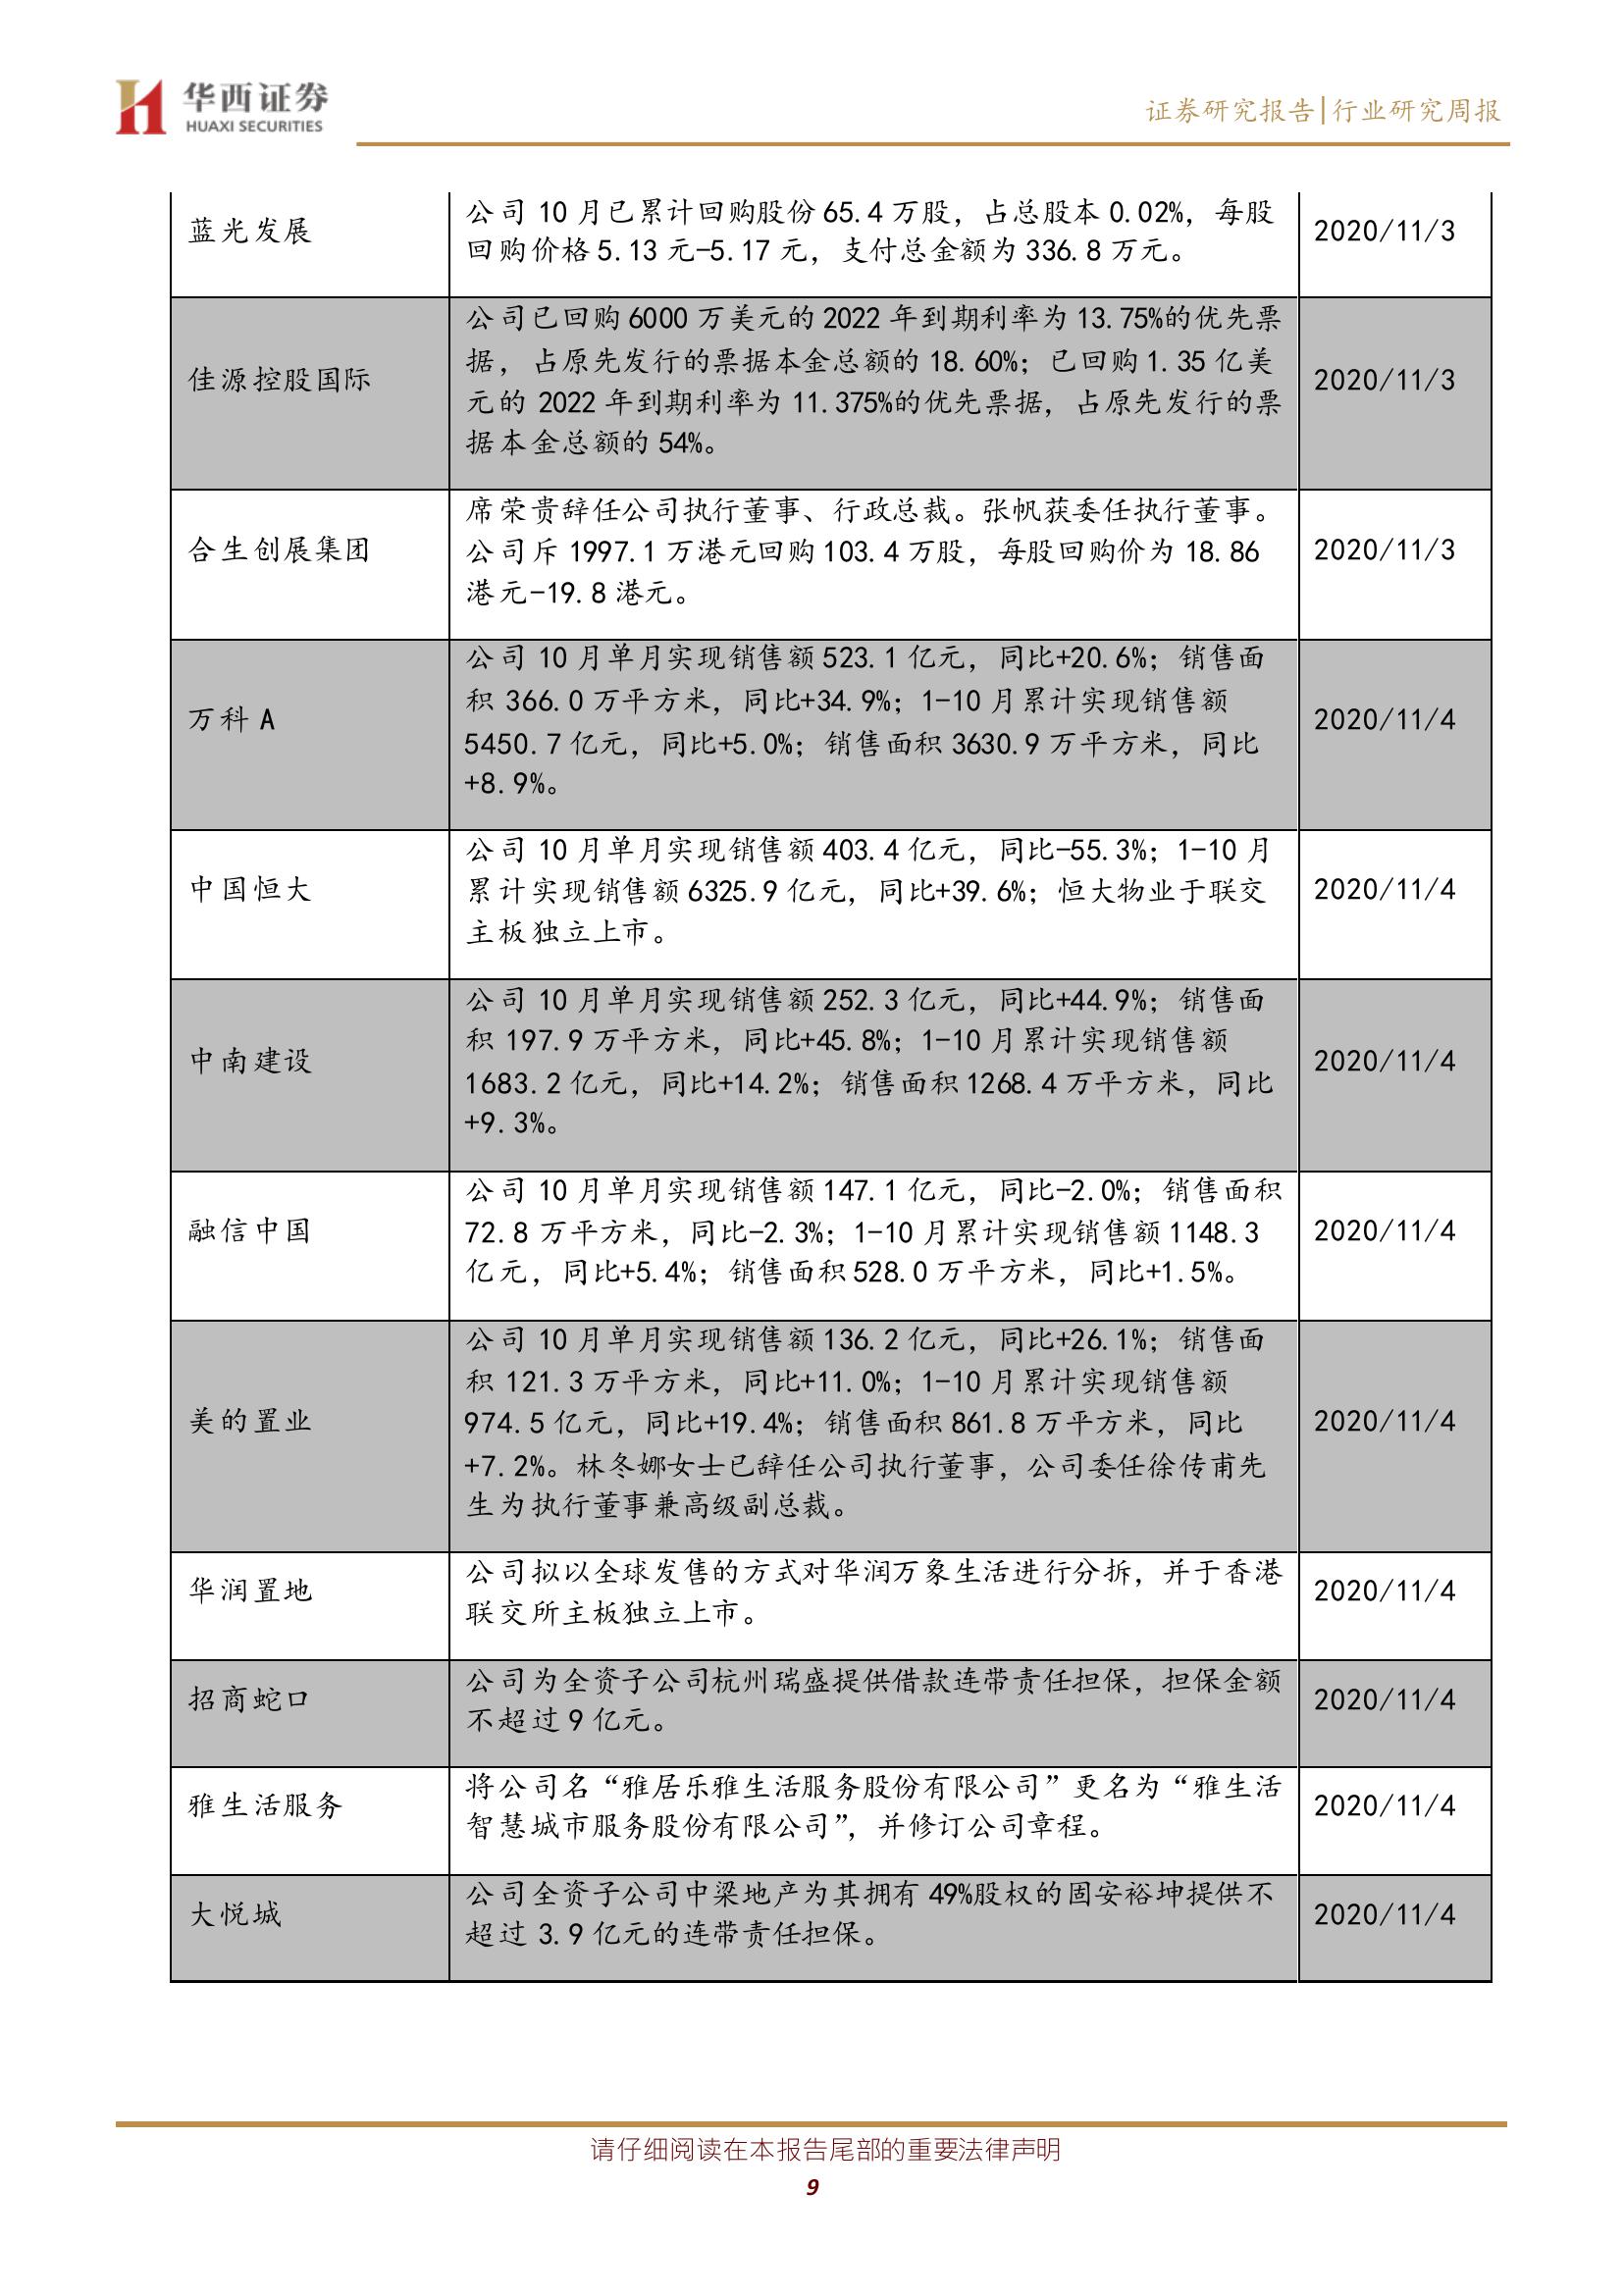 华西证券
HUAXI SECURITIES
证券研究报告|行业研究周报
蓝光发展
公司 10 月已累计回购股份 65.4 万股，占总股本 0.02%，每股
回购价格 5.13 元-5.17 元，支付总金额为 336.8 万元。
2020/11/3
佳源控股国际
公司已回购 6000 万美元的 2022 年到期利率为 13.75%的优先票
据，占原先发行的票据本金总额的 18.60%；已回购 1.35 亿美
元的 2022 年到期利率为 11.375%的优先票据，占原先发行的票
据本金总额的 54%。
2020/11/3
合生创展集团
席荣贵辞任公司执行董事、行政总裁。张帆获委任执行董事。
公司斥 1997.1 万港元回购 103.4 万股，每股回购价为 18.86
港元-19.8 港元。
2020/11/3
万科 A
公司 10 月单月实现销售额 523.1 亿元，同比+20.6%；销售面
积 366.0 万平方米，同比+34.9%；1-10 月累计实现销售额
5450.7 亿元，同比+5.0%；销售面积 3630.9 万平方米，同比
+8.9%。
2020/11/4
中国恒大
公司 10 月单月实现销售额 403.4 亿元，同比-55.3%；1-10 月
累计实现销售额 6325.9 亿元，同比+39.6%；恒大物业于联交
主板独立上市。
2020/11/4
中南建设
公司 10 月单月实现销售额 252.3 亿元，同比+44.9%；销售面
积 197.9 万平方米，同比+45.8%；1-10 月累计实现销售额
1683.2 亿元，同比+14.2%；销售面积 1268.4 万平方米，同比
+9.3%。
2020/11/4
融信中国
公司 10 月单月实现销售额 147.1 亿元，同比-2.0%；销售面积
72.8 万平方米，同比-2.3%；1-10 月累计实现销售额 1148.3
亿元，同比+5.4%；销售面积 528.0 万平方米，同比+1.5%。
2020/11/4
美的置业
公司 10 月单月实现销售额 136.2 亿元，同比+26.1%；销售面
积 121.3 万平方米，同比+11.0%；1-10 月累计实现销售额
974.5 亿元，同比+19.4%；销售面积 861.8 万平方米，同比
+7.2%。林冬娜女士已辞任公司执行董事，公司委任徐传甫先
生为执行董事兼高级副总裁。
2020/11/4
华润置地
公司拟以全球发售的方式对华润万象生活进行分拆，并于香港
联交所主板独立上市。
2020/11/4
招商蛇口
公司为全资子公司杭州瑞盛提供借款连带责任担保，担保金额
不超过 9 亿元。
2020/11/4
雅生活服务
将公司名“雅居乐雅生活服务股份有限公司”更名为“雅生活
智慧城市服务股份有限公司”，并修订公司章程。
2020/11/4
大悦城
公司全资子公司中粱地产为其拥有 49%股权的固安裕坤提供不
超过 3.9 亿元的连带责任担保。
2020/11/4
请仔细阅读在本报告尾部的重要法律声明
9